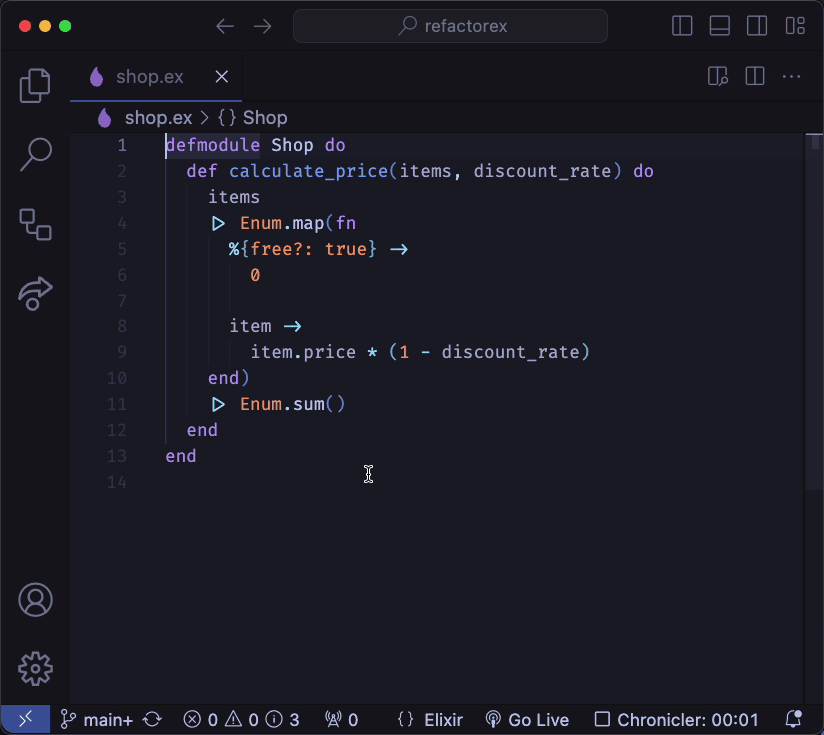 refactorex
shop.ex
shop.ex > {} Shop
1 defmodule Shop do
2 def calculate_price(items, discount_rate) do
3 items
4 |> Enum.map(fn
5 %{free?: true} ->
6 0
7
8 item ->
9 item.price * (1 - discount_rate)
10 end)
11 |> Enum.sum()
12 end
13 end
14
main+ 0 0 3 0 {} Elixir Go Live Chronicler: 00:01